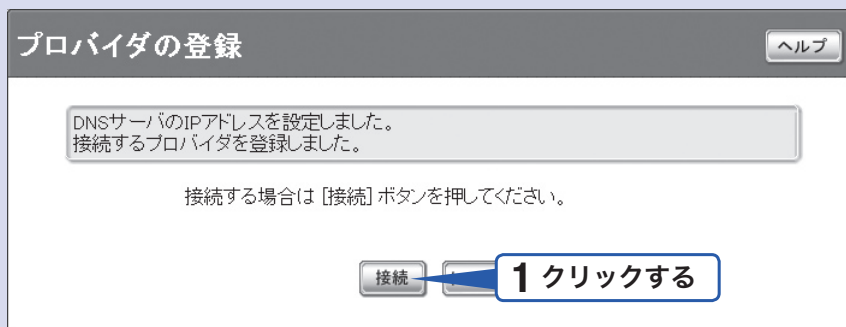 プロバイダの登録
ヘルプ
DNSサーバのIPアドレスを設定しました。
接続するプロバイダを登録しました。
接続する場合は [接続] ボタンを押してください。
接続
1 クリックする